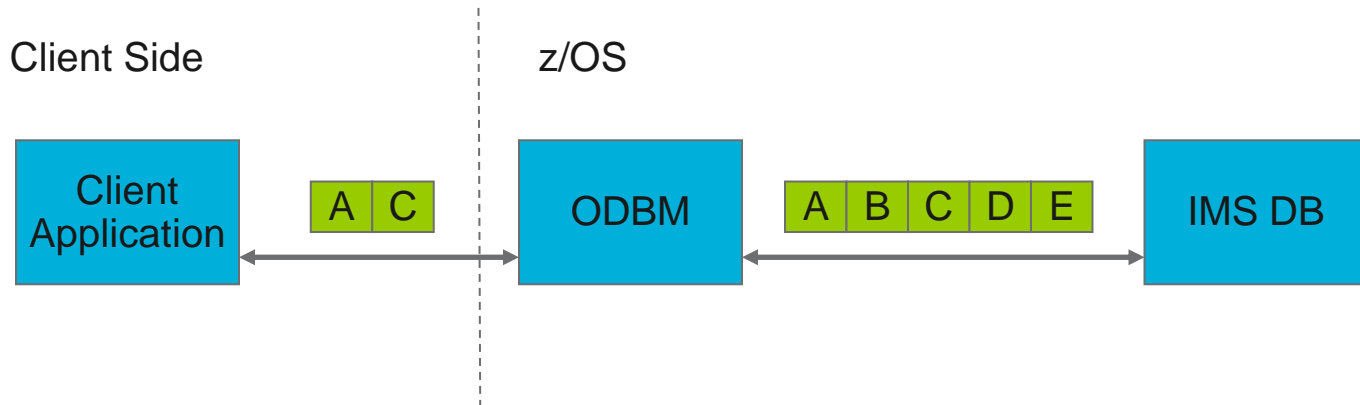 Client Side
z/OS
Client
Application
A C
ODBM
A B C D E
IMS DB